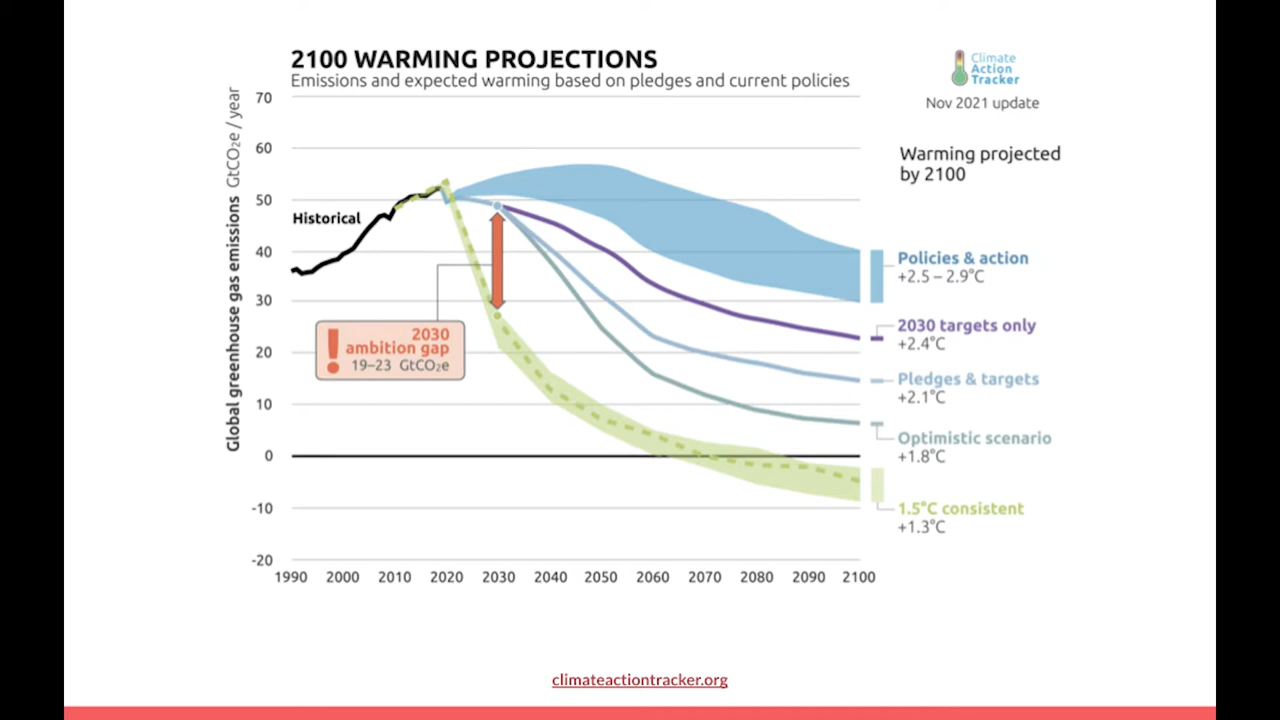 2100 WARMING PROJECTIONS
Emissions and expected warming based on pledges and current policies
Climate
Action
Tracker
Nov 2021 update
Global greenhouse gas emissions GtCO₂e / year
70
60
50
40
30
20
10
0
-10
-20
Historical
2030
ambition gap
19–23 GtCO₂e
Warming projected
by 2100
Policies & action
+2.5 – 2.9°C
2030 targets only
+2.4°C
Pledges & targets
+2.1°C
Optimistic scenario
+1.8°C
1.5°C consistent
+1.3°C
1990 2000 2010 2020 2030 2040 2050 2060 2070 2080 2090 2100
climateactiontracker.org